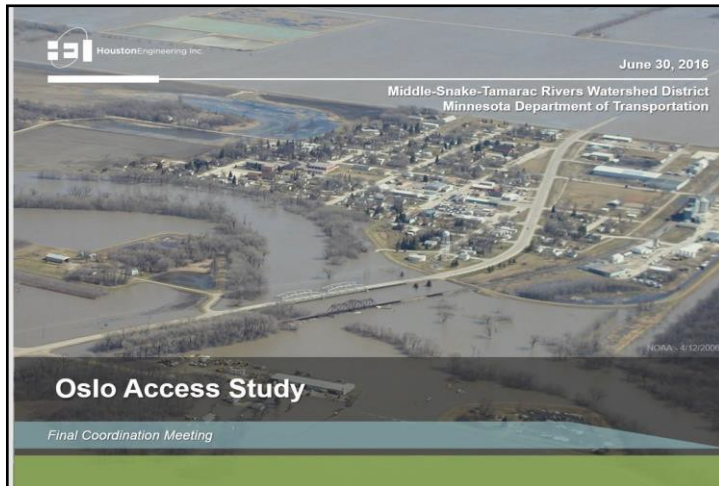 HoustonEngineering Inc
June 30, 2016
Middle-Snake-Tamarac Rivers Watershed District
Minnesota Department of Transportation
NOAA - 4/12/2006
Oslo Access Study
Final Coordination Meeting